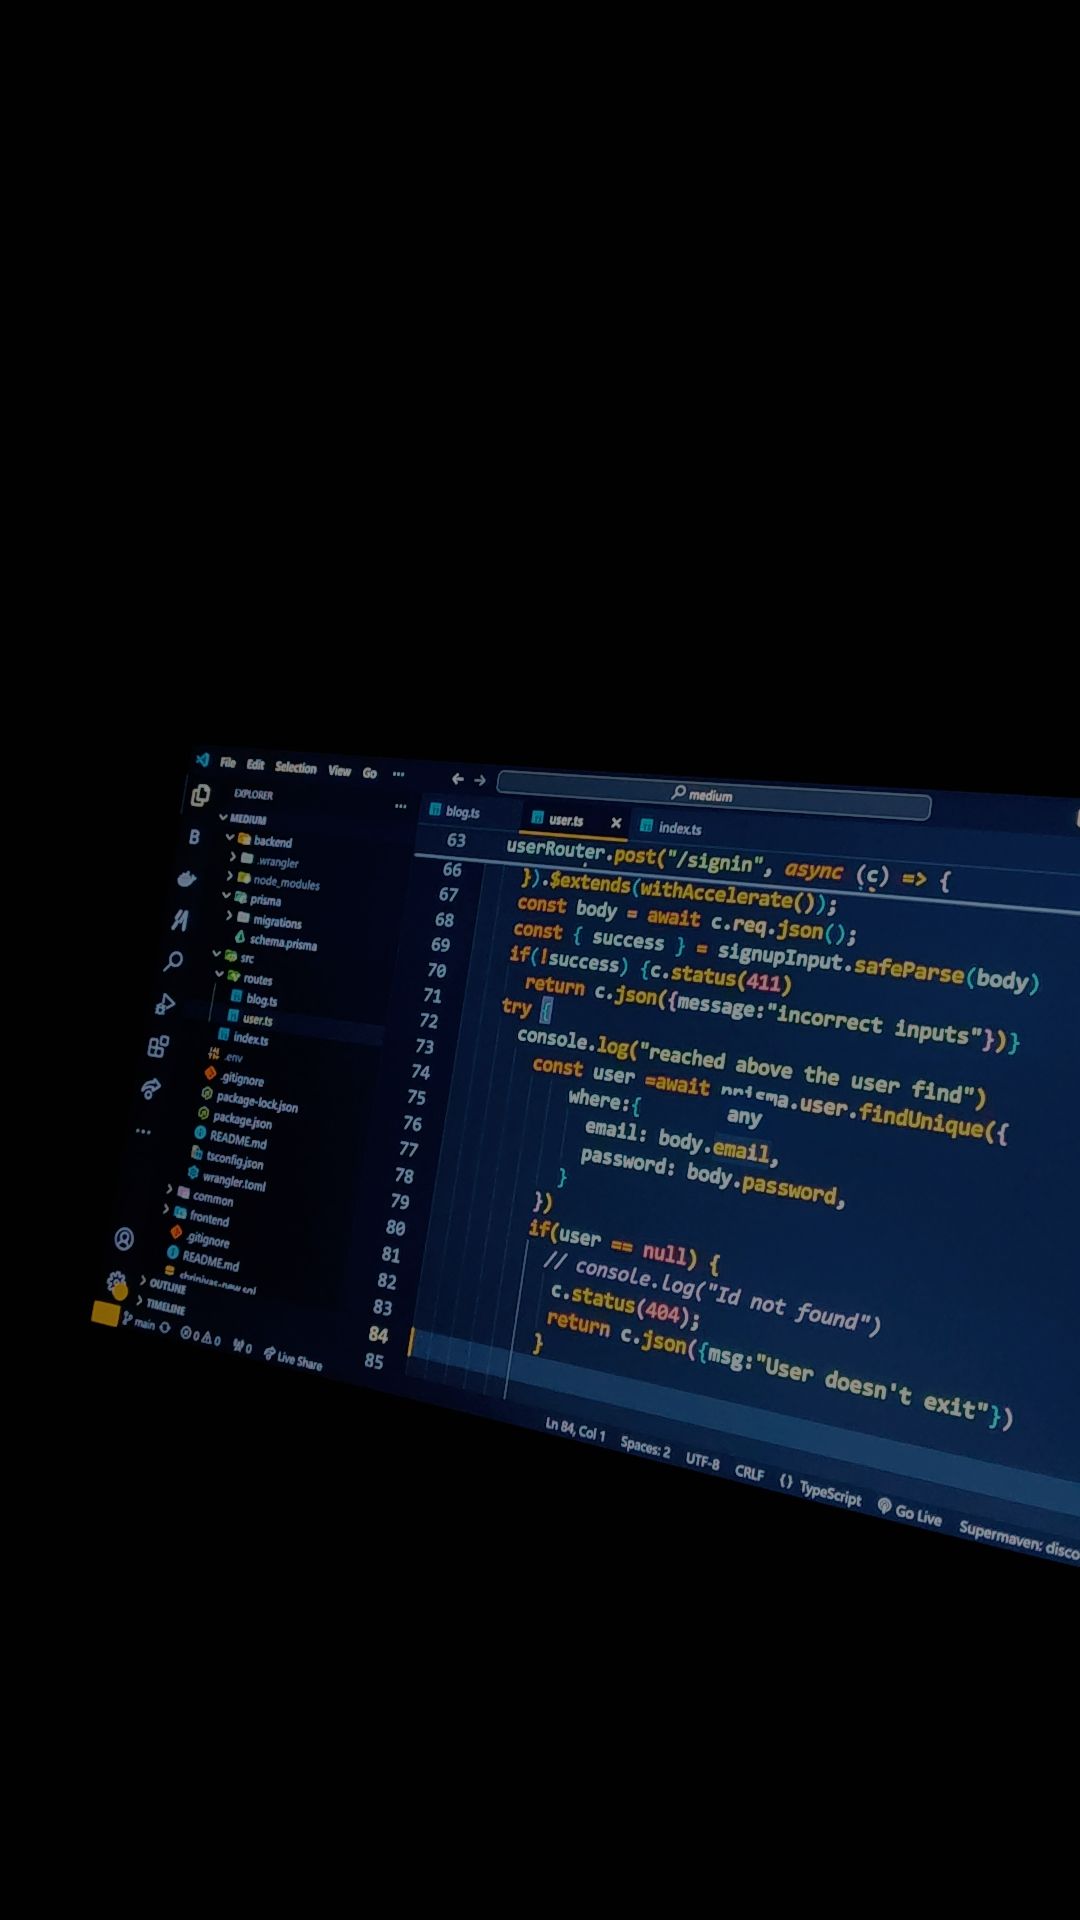 File Edit Selection View Go ···
medium
EXPLORER ···
MEDIUM
backend
.wrangler
node_modules
prisma
migrations
schema.prisma
src
routes
blog.ts
user.ts
index.ts
.env
.gitignore
package-lock.json
package.json
README.md
tsconfig.json
wrangler.toml
common
frontend
.gitignore
README.md
OUTLINE
TIMELINE
blog.ts user.ts × index.ts
63 userRouter.post("/signin", async (c) => {
66 }).$extends(withAccelerate());
67 const body = await c.req.json();
68 const { success } = signupInput.safeParse(body)
69 if(!success) {c.status(411)
70 return c.json({message:"incorrect inputs"})}
71 try {
72 console.log("reached above the user find")
73 const user =await prisma.user.findUnique({
any
74 where:{
75 email: body.email,
76 password: body.password,
77 }
78 })
79 if(user == null) {
80 // console.log("Id not found")
81 c.status(404);
82 return c.json({msg:"User doesn't exit"})
83 }
84
85
main 0 0 0 Live Share Ln 84, Col 1 Spaces: 2 UTF-8 CRLF {} TypeScript Go Live Supermaven: